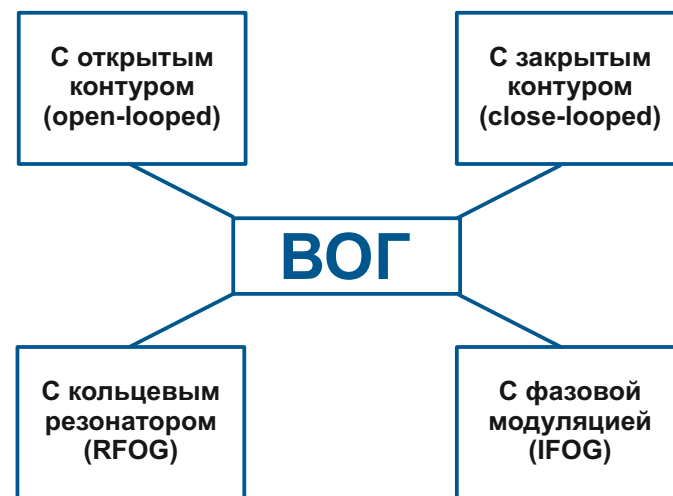 С открытым
контуром
(open-looped)
С закрытым
контуром
(close-looped)
ВОГ
С кольцевым
резонатором
(RFOG)
С фазовой
модуляцией
(IFOG)